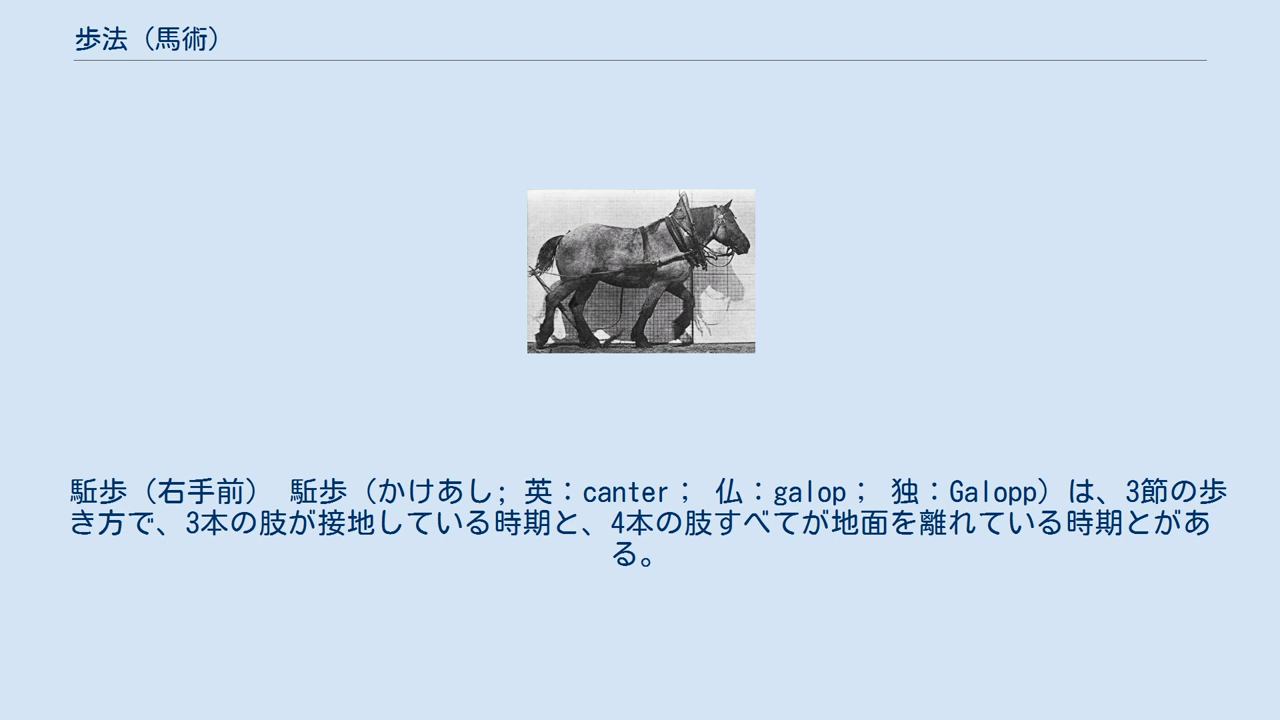 歩法（馬術）
駈歩（右手前） 駈歩（かけあし; 英：canter； 仏：galop； 独：Galopp）は、3節の歩
き方で、3本の肢が接地している時期と、4本の肢すべてが地面を離れている時期とがあ
る。